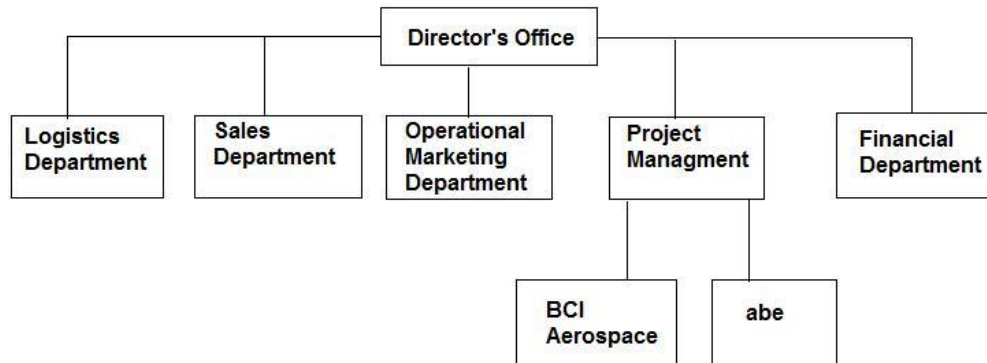 Director's Office
Logistics
Department
Sales
Department
Operational
Marketing
Department
Project
Managment
Financial
Department
BCI
Aerospace
abe